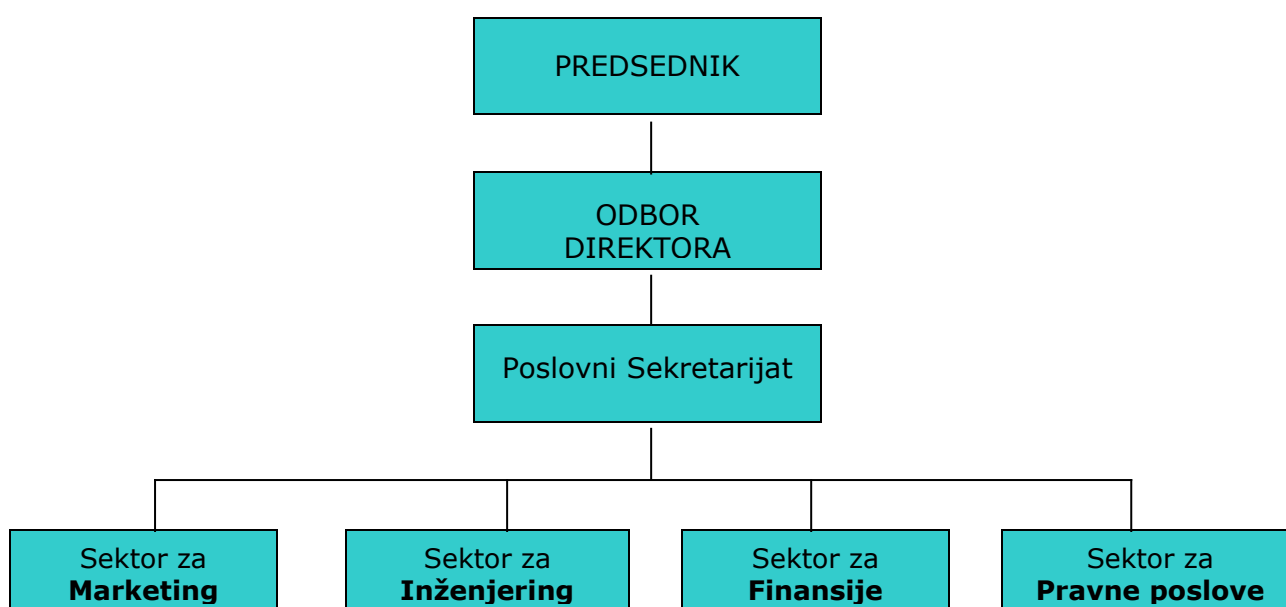 PREDSEDNIK
ODBOR
DIREKTORA
Poslovni Sekretarijat
Sektor za
Marketing
Sektor za
Inženjering
Sektor za
Finansije
Sektor za
Pravne poslove